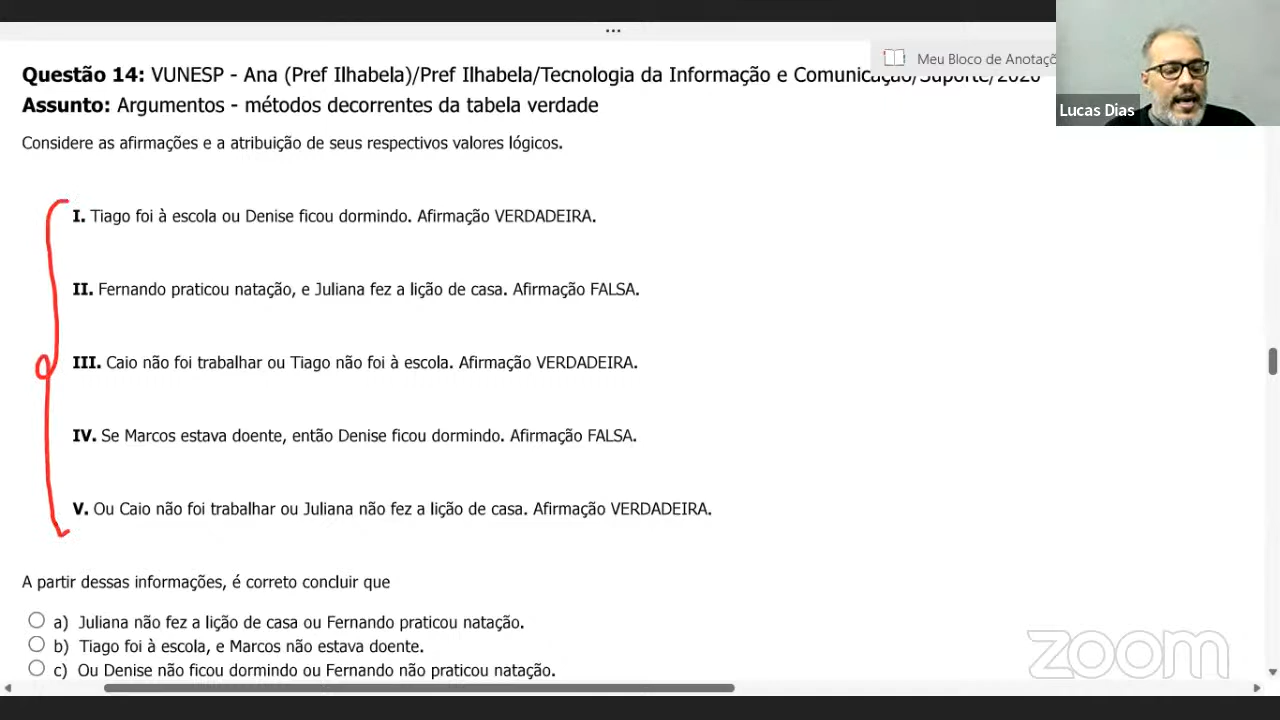 ...
Meu Bloco de Anotaçõ
Questão 14: VUNESP - Ana (Pref Ilhabela)/Pref Ilhabela/Tecnologia da Informação e Comunicação/Suporte/2020
Lucas Dias
Assunto: Argumentos - métodos decorrentes da tabela verdade
Considere as afirmações e a atribuição de seus respectivos valores lógicos.
I. Tiago foi à escola ou Denise ficou dormindo. Afirmação VERDADEIRA.
II. Fernando praticou natação, e Juliana fez a lição de casa. Afirmação FALSA.
III. Caio não foi trabalhar ou Tiago não foi à escola. Afirmação VERDADEIRA.
IV. Se Marcos estava doente, então Denise ficou dormindo. Afirmação FALSA.
V. Ou Caio não foi trabalhar ou Juliana não fez a lição de casa. Afirmação VERDADEIRA.
A partir dessas informações, é correto concluir que
a) Juliana não fez a lição de casa ou Fernando praticou natação.
b) Tiago foi à escola, e Marcos não estava doente.
c) Ou Denise não ficou dormindo ou Fernando não praticou natação.
zoom